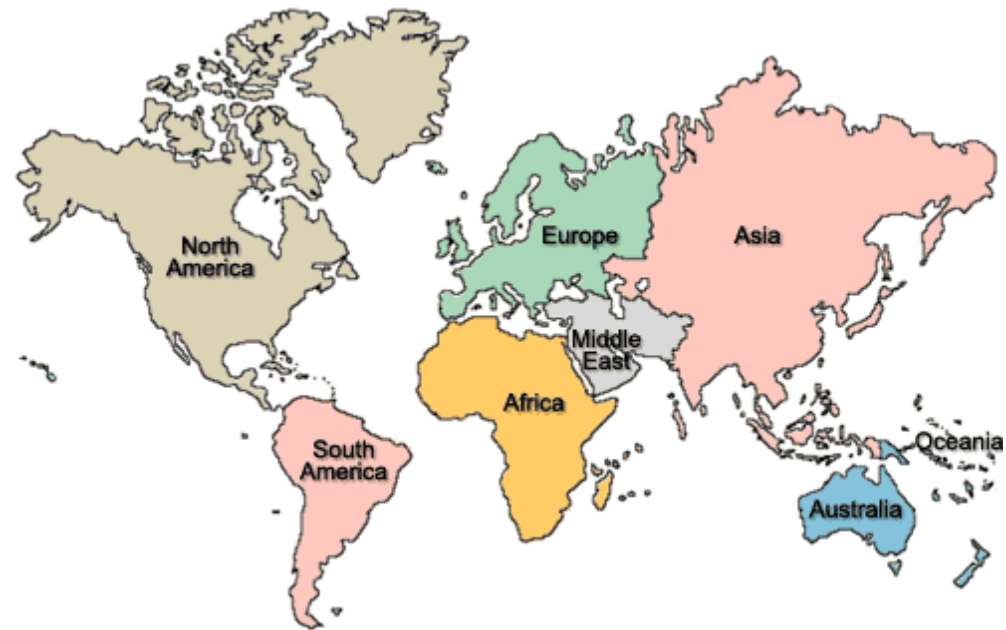 North
America
Europe
Asia
Middle
East
Africa
Oceania
South
America
Australia